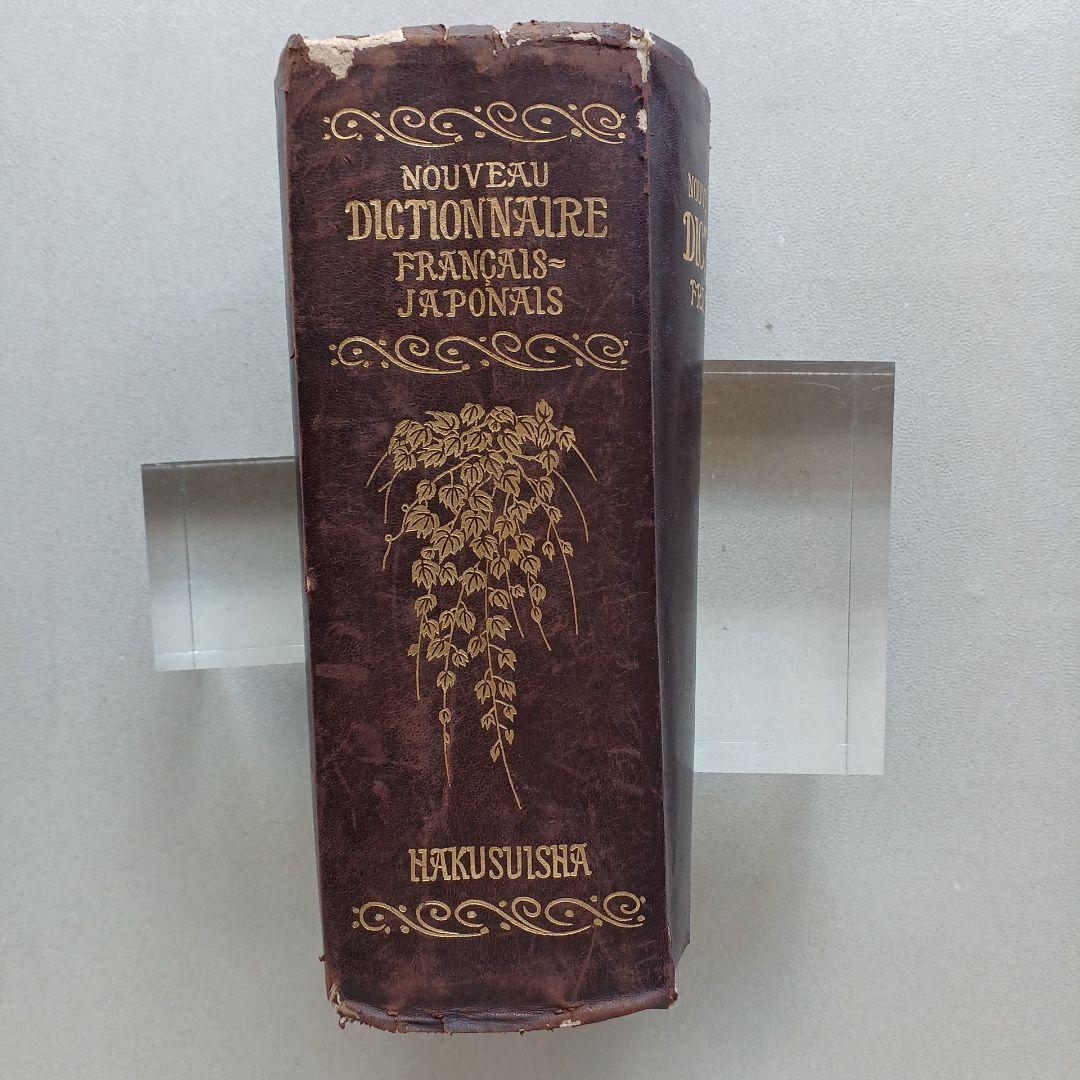 NOUVEAU
DICTIONNAIRE
FRANÇAIS=
JAPONAIS
HAKUSUISHA